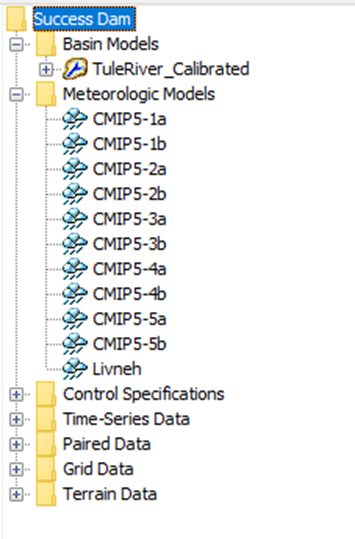 Success Dam
Basin Models
TuleRiver_Calibrated
Meteorologic Models
CMIP5-1a
CMIP5-1b
CMIP5-2a
CMIP5-2b
CMIP5-3a
CMIP5-3b
CMIP5-4a
CMIP5-4b
CMIP5-5a
CMIP5-5b
Livneh
Control Specifications
Time-Series Data
Paired Data
Grid Data
Terrain Data